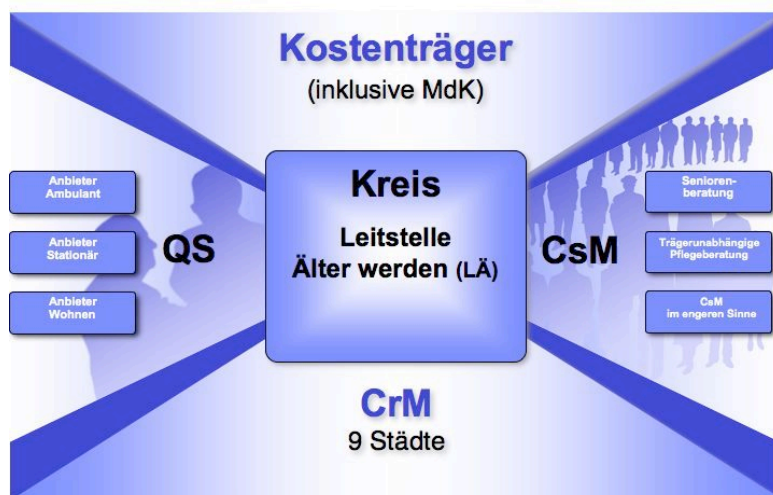 Kostenträger
(inklusive MdK)
Anbieter
Ambulant
Anbieter
Stationär
Anbieter
Wohnen
QS
Kreis
Leitstelle
Älter werden (LÄ)
CsM
Senioren-
beratung
Trägerunabhängige
Pflegeberatung
CsM
im engeren Sinne
CrM
9 Städte